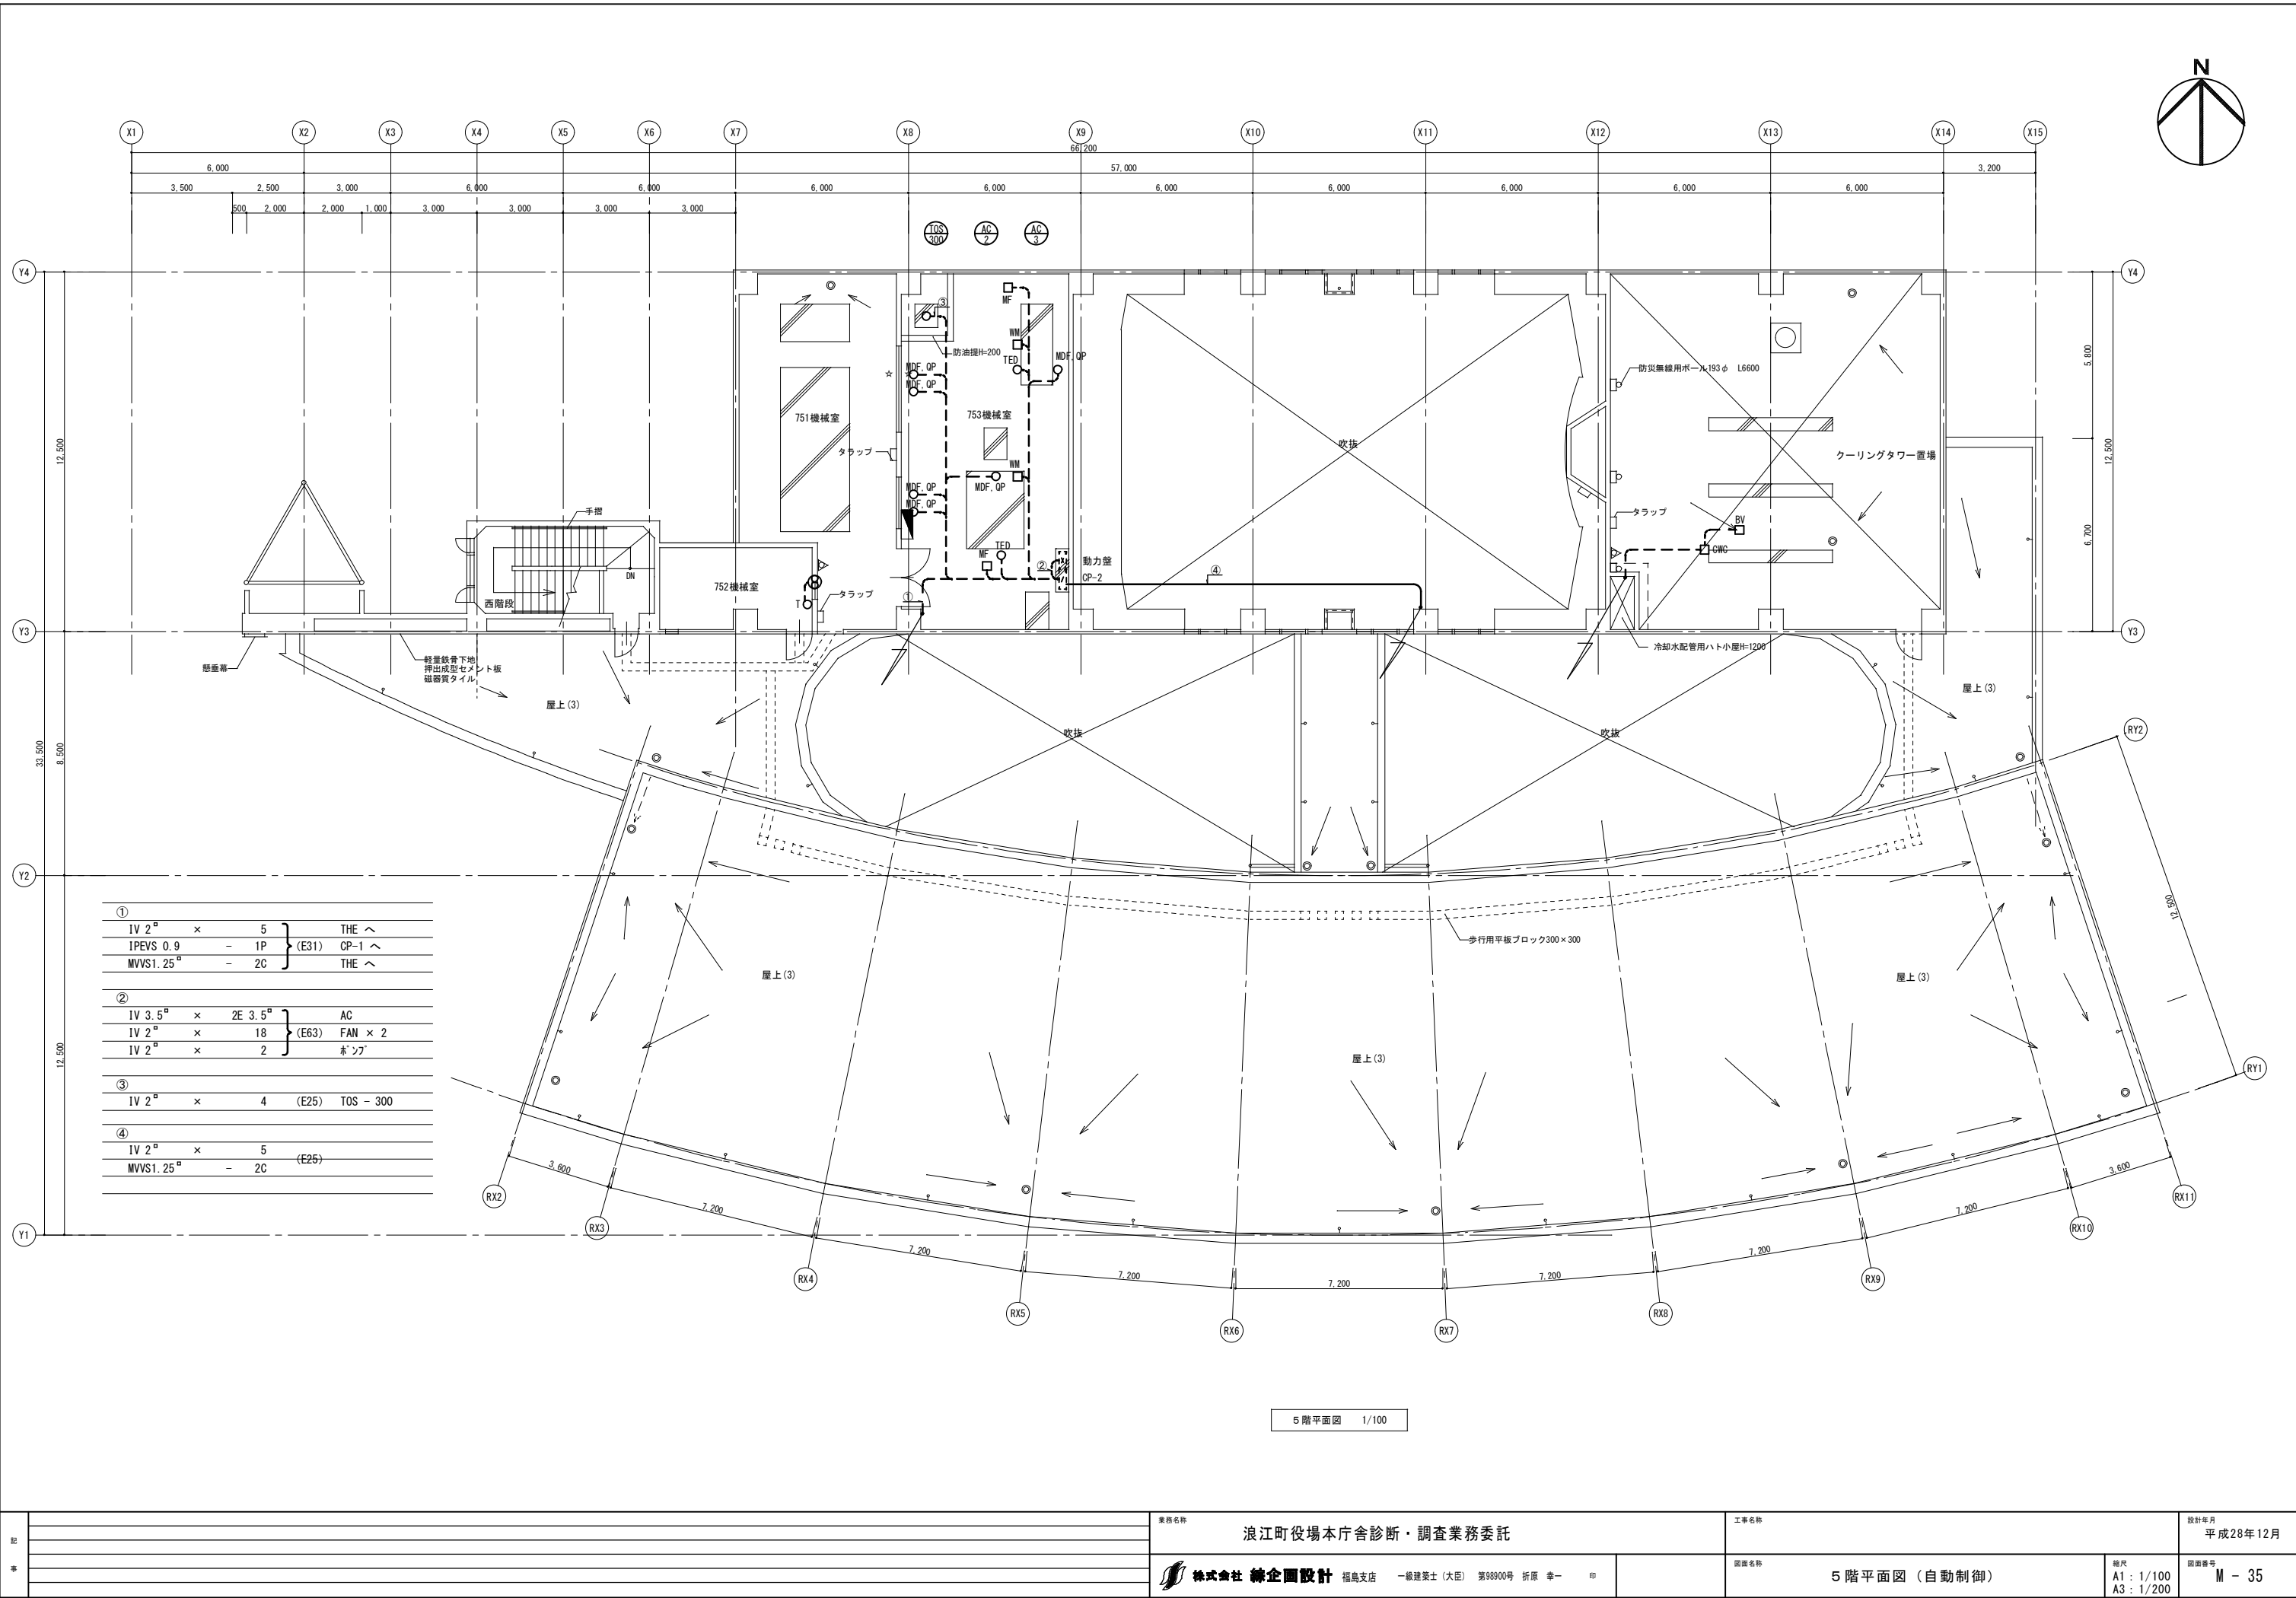 N
X1 X2 X3 X4 X5 X6 X7 X8 X9 X10 X11 X12 X13 X14 X15
66,200
6,000 57,000 3,200
3,500 2,500 3,000 6,000 6,000 6,000 6,000 6,000 6,000 6,000 6,000 6,000
500 2,000 2,000 1,000 3,000 3,000 3,000 3,000
TOS 300
AC 2
AC 3
Y4 Y4
③
MF
WM
防油提H=200
TED
MDF,QP
MDF,QP
MDF,QP
☆ ☆
防災無線用ポール193φ L6600
5,800
751機械室
753機械室
吹抜
タラップ
クーリングタワー置場
12,500
12,500
WM
MDF,QP
MDF,QP
MDF,QP
手摺
タラップ
BV
CWC
6,700
TED
MF
②
動力盤
CP-2
④
DN
西階段
752機械室
T
タラップ
①
Y3 Y3
懸垂幕
軽量鉄骨下地
押出成型セメント板
磁器質タイル
冷却水配管用ハト小屋H=1200
屋上(3)
屋上(3)
吹抜
吹抜
33,500
8,500
RY2
Y2
12,500
歩行用平板ブロック300×300
屋上(3)
屋上(3)
屋上(3)
12,500
RY1
①
IV 2□ × 5 THE へ
IPEVS 0.9 - 1P (E31) CP-1 へ
MVVS1.25□ - 2C THE へ
②
IV 3.5□ × 2E 3.5□ AC
IV 2□ × 18 (E63) FAN × 2
IV 2□ × 2 ポンプ
③
IV 2□ × 4 (E25) TOS - 300
④
IV 2□ × 5
(E25)
MVVS1.25□ - 2C
Y1
3,600 7,200 7,200 7,200 7,200 7,200 7,200 7,200 3,600
RX2 RX3 RX4 RX5 RX6 RX7 RX8 RX9 RX10 RX11
5階平面図 1/100
記事
業務名称
浪江町役場本庁舎診断・調査業務委託
工事名称
設計年月
平成28年12月
株式会社 綜企画設計 福島支店 一級建築士（大臣） 第98900号 折原 幸一 印
図面名称
5階平面図（自動制御）
縮尺
A1 : 1/100
A3 : 1/200
図面番号
M - 35